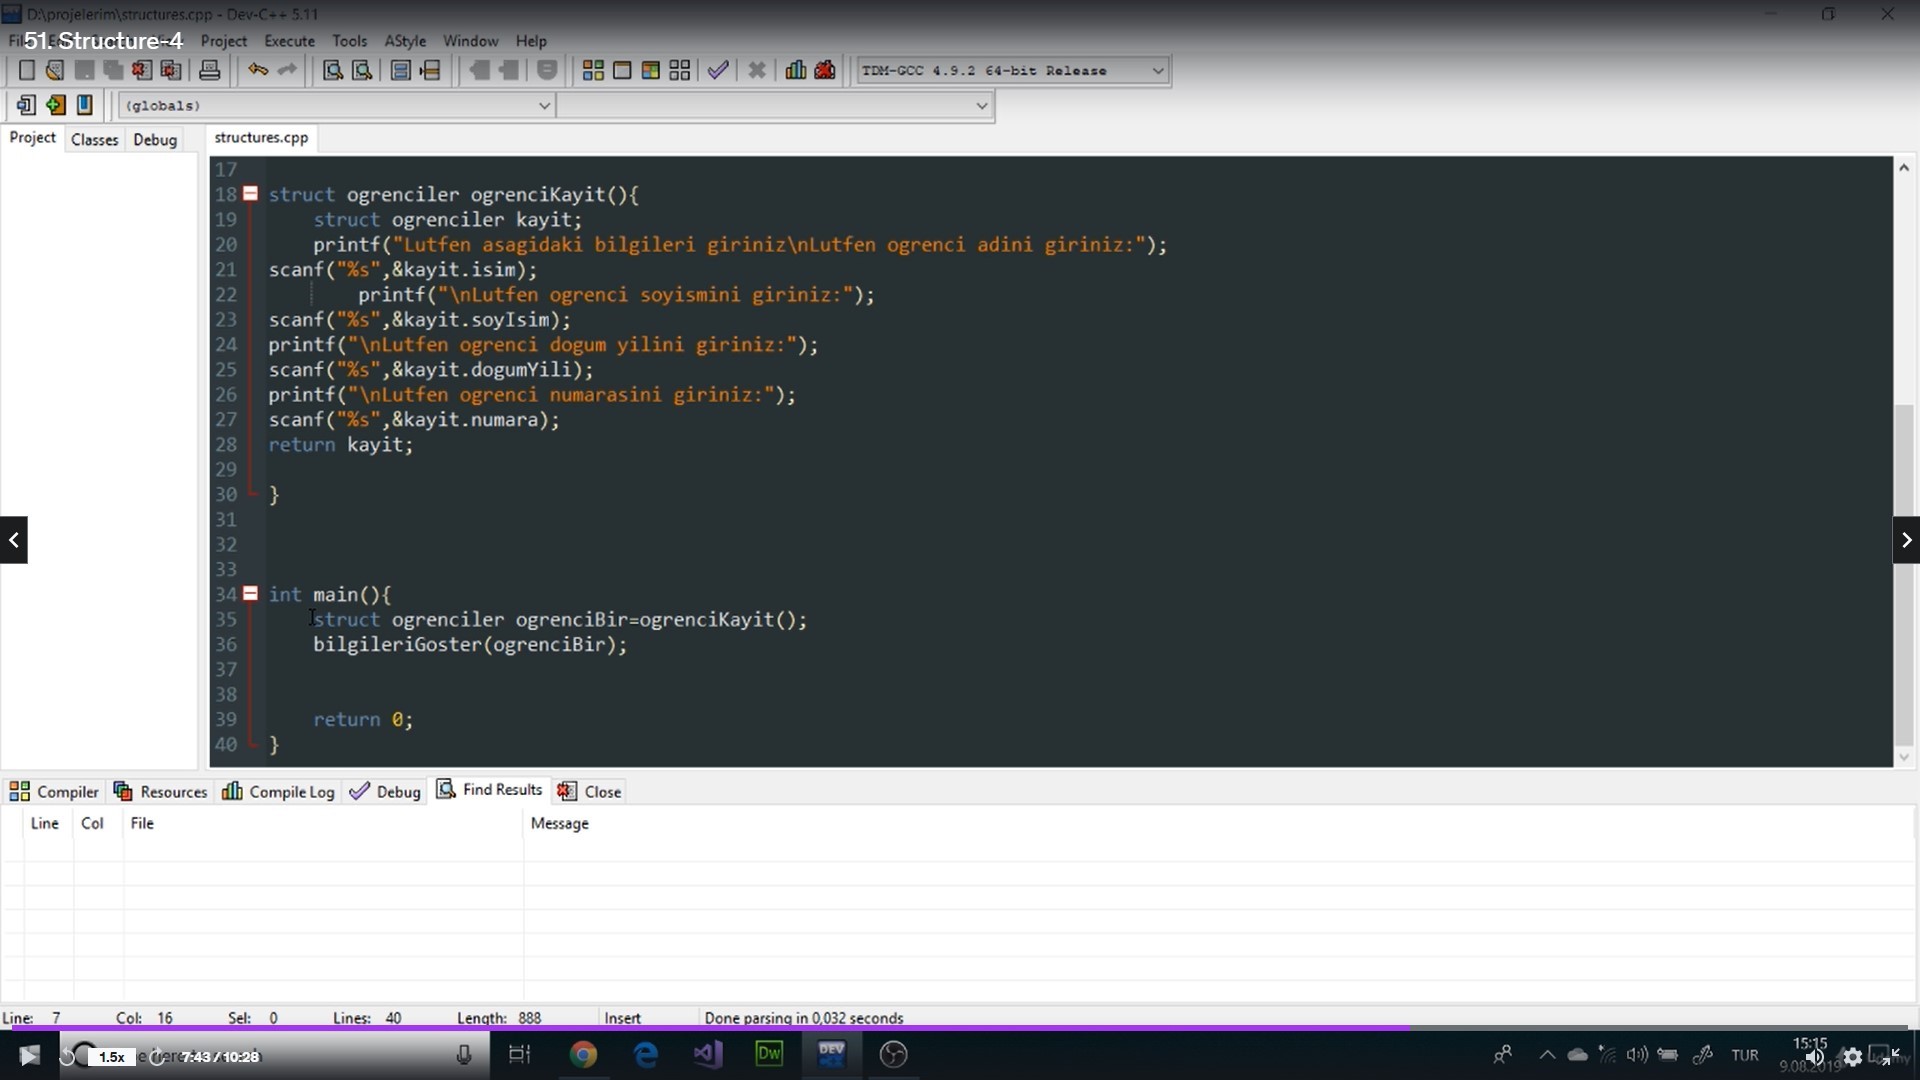 D:\projelerim\structures.cpp - Dev-C++ 5.11
51. Structure-4
Project Execute Tools AStyle Window Help
TDM-GCC 4.9.2 64-bit Release
(globals)
Project Classes Debug structures.cpp
17
18 struct ogrenciler ogrenciKayit(){
19 struct ogrenciler kayit;
20 printf("Lutfen asagidaki bilgileri giriniz\nLutfen ogrenci adini giriniz:");
21 scanf("%s",&kayit.isim);
22 printf("\nLutfen ogrenci soyismini giriniz:");
23 scanf("%s",&kayit.soyIsim);
24 printf("\nLutfen ogrenci dogum yilini giriniz:");
25 scanf("%s",&kayit.dogumYili);
26 printf("\nLutfen ogrenci numarasini giriniz:");
27 scanf("%s",&kayit.numara);
28 return kayit;
29
30 }
31
32
33
34 int main(){
35 struct ogrenciler ogrenciBir=ogrenciKayit();
36 bilgileriGoster(ogrenciBir);
37
38
39 return 0;
40 }
Compiler Resources Compile Log Debug Find Results Close
Line Col File Message
Line: 7 Col: 16 Sel: 0 Lines: 40 Length: 888 Insert Done parsing in 0,032 seconds
1.5x 7:43 / 10:28 Dw DEV TUR 15:15
9.08.2019